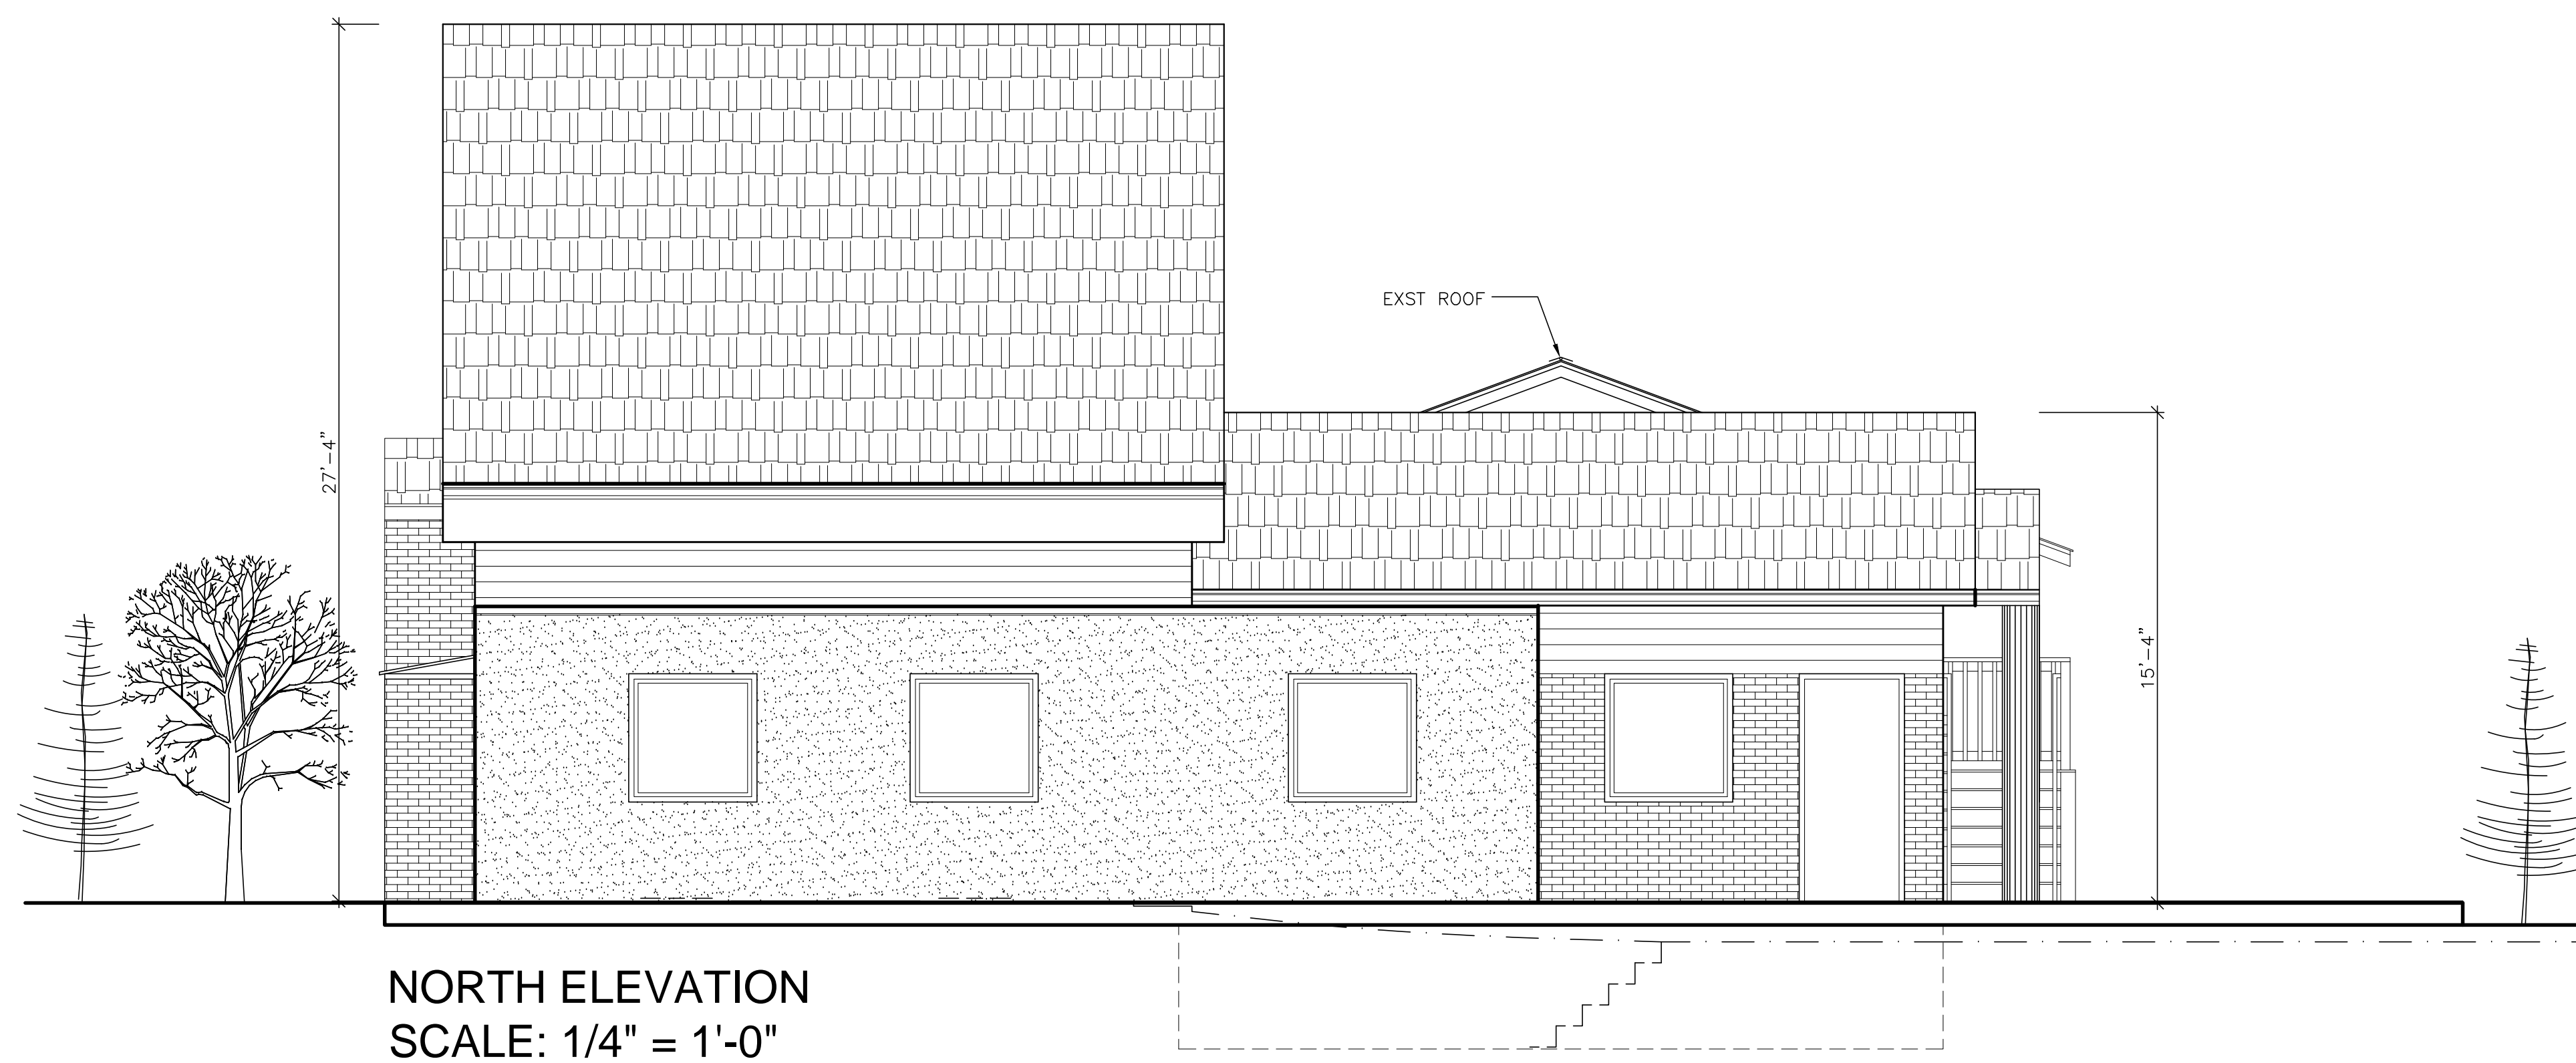 EXST ROOF
27'-4"
15'-4"
NORTH ELEVATION
SCALE: 1/4" = 1'-0"